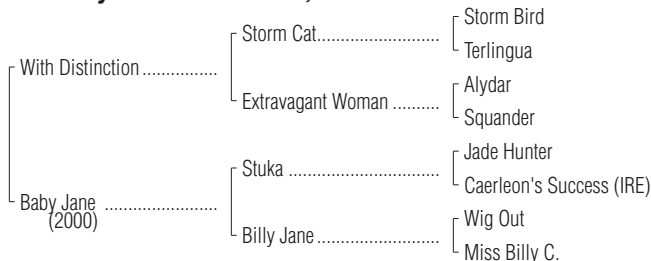 Storm Bird
Storm Cat
Terlingua
With Distinction
Alydar
Extravagant Woman
Squander
Jade Hunter
Stuka
Caerleon's Success (IRE)
Baby Jane
(2000)
Wig Out
Billy Jane
Miss Billy C.